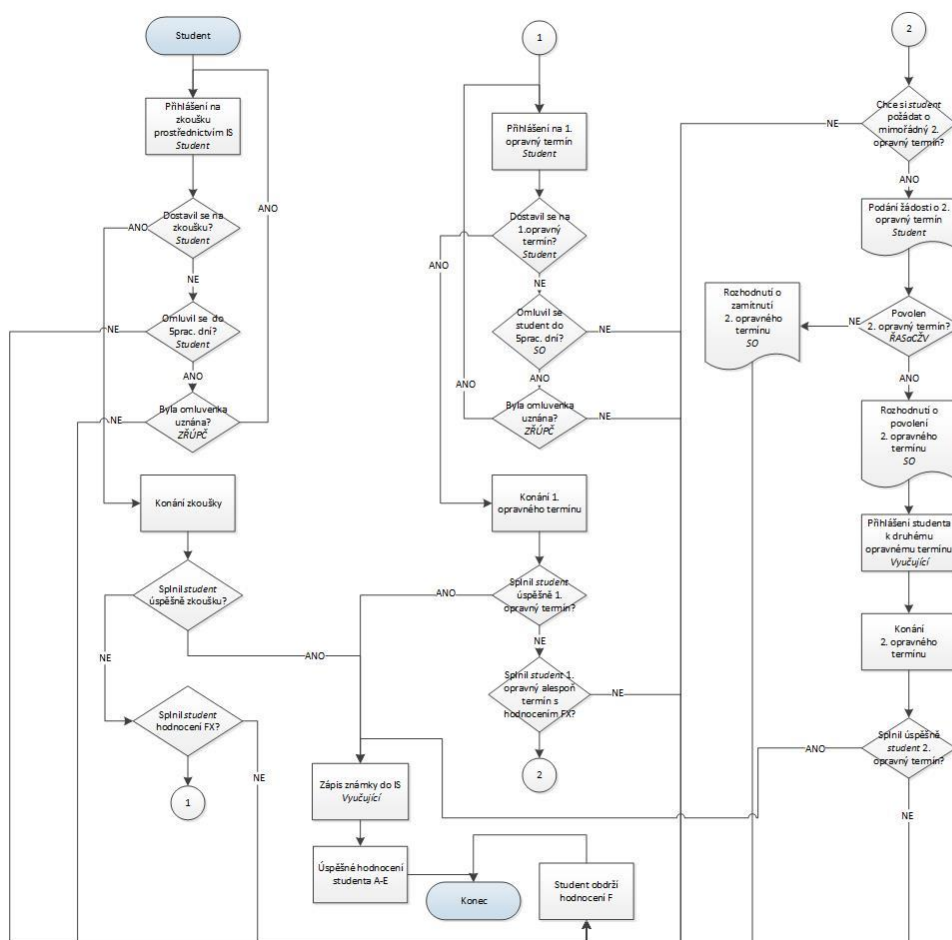 Student
Přihlášení na
zkoušku
prostřednictvím IS
Student
ANO
Dostavil se na
zkoušku?
Student
ANO
NE
Omluvil se do
5prac. dní?
Student
NE
ANO
Byla omluvenka
uznána?
ZŘÚPČ
NE
Konání zkoušky
Splnil student
úspěšně zkoušku?
NE
ANO
Splnil student
hodnocení FX?
NE
1
1
Přihlášení na 1.
opravný termín
Student
Dostavil se na
1.opravný
termín?
Student
ANO
NE
Omluvil se
student do
5prac. dní?
SO
NE
ANO
ANO
Byla omluvenka
uznána?
ZŘÚPČ
NE
Konání 1.
opravného termínu
Splnil student
úspěšně 1.
opravný termín?
ANO
NE
Splnil student 1.
opravný alespoň
termín s
hodnocením FX?
NE
2
Zápis známky do IS
Vyučující
Úspěšné hodnocení
studenta A-E
Konec
Student obdrží
hodnocení F
2
Chce si student
požádat o
mimořádný 2.
opravný termín?
NE
ANO
Podání žádosti o 2.
opravný termín
Student
Povolen
2. opravný termín?
ŘASaCŽV
NE
Rozhodnutí o
zamítnutí
2. opravného
termínu
SO
ANO
Rozhodnutí o
povolení
2. opravného
termínu
SO
Přihlášení studenta
k druhému
opravnému termínu
Vyučující
Konání
2. opravného
termínu
Splnil úspěšně
student 2.
opravný termín?
ANO
NE